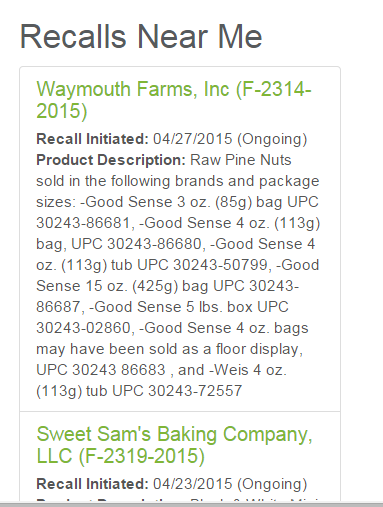 Recalls Near Me
Waymouth Farms, Inc (F-2314-
2015)
Recall Initiated: 04/27/2015 (Ongoing)
Product Description: Raw Pine Nuts
sold in the following brands and package
sizes: -Good Sense 3 oz. (85g) bag UPC
30243-86681, -Good Sense 4 oz. (113g)
bag, UPC 30243-86680, -Good Sense 4
oz. (113g) tub UPC 30243-50799, -Good
Sense 15 oz. (425g) bag UPC 30243-
86687, -Good Sense 5 lbs. box UPC
30243-02860, -Good Sense 4 oz. bags
may have been sold as a floor display,
UPC 30243 86683 , and -Weis 4 oz.
(113g) tub UPC 30243-72557
Sweet Sam's Baking Company,
LLC (F-2319-2015)
Recall Initiated: 04/23/2015 (Ongoing)